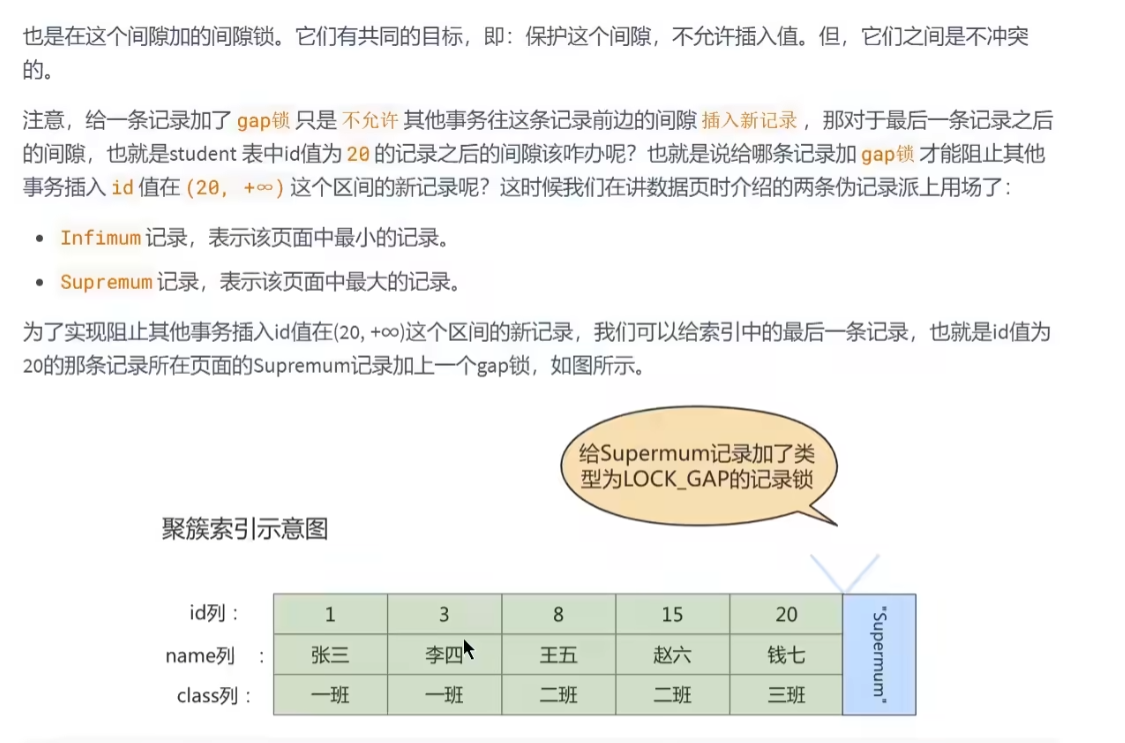 也是在这个间隙加的间隙锁。它们有共同的目标，即：保护这个间隙，不允许插入值。但，它们之间是不冲突
的。
注意，给一条记录加了 gap锁 只是 不允许 其他事务往这条记录前边的间隙 插入新记录 ，那对于最后一条记录之后
的间隙，也就是student 表中id值为 20 的记录之后的间隙该咋办呢？也就是说给哪条记录加 gap锁 才能阻止其他
事务插入 id 值在 (20, +∞) 这个区间的新记录呢？这时候我们在讲数据页时介绍的两条伪记录派上用场了：
• Infimum 记录，表示该页面中最小的记录。
• Supremum 记录，表示该页面中最大的记录。
为了实现阻止其他事务插入id值在(20, +∞)这个区间的新记录，我们可以给索引中的最后一条记录，也就是id值为
20的那条记录所在页面的Supremum记录加上一个gap锁，如图所示。
给Supermum记录加了类
型为LOCK_GAP的记录锁
聚簇索引示意图
id列： 1 3 8 15 20
name列 ： 张三 李四 王五 赵六 钱七
class列： 一班 一班 二班 二班 三班
"Supermum"